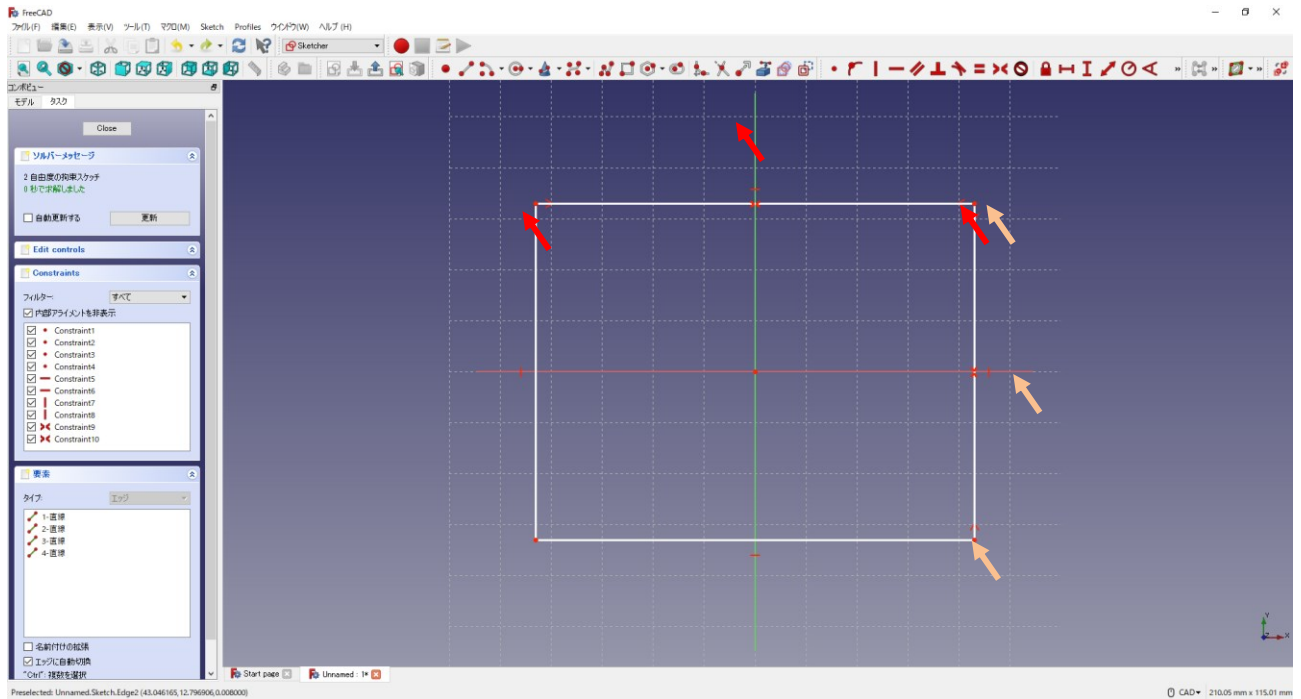 FreeCAD
ファイル(F) 編集(E) 表示(V) ツール(T) マクロ(M) Sketch Profiles ウインドウ(W) ヘルプ (H)
Sketcher
コンボビュー
モデル タスク
Close
ソルバーメッセージ
2 自由度の拘束スケッチ
0 秒で求解しました
自動更新する 更新
Edit controls
Constraints
フィルター: すべて
内部アライメントを非表示
Constraint1
Constraint2
Constraint3
Constraint4
Constraint5
Constraint6
Constraint7
Constraint8
Constraint9
Constraint10
要素
タイプ: エッジ
1-直線
2-直線
3-直線
4-直線
名前付けの拡張
エッジに自動切換
"Ctrl": 複数を選択
Y
Z X
Start page Unnamed : 1*
Preselected: Unnamed.Sketch.Edge2 (43.046165, 12.796906, 0.008000)
CAD 210.05 mm x 115.01 mm